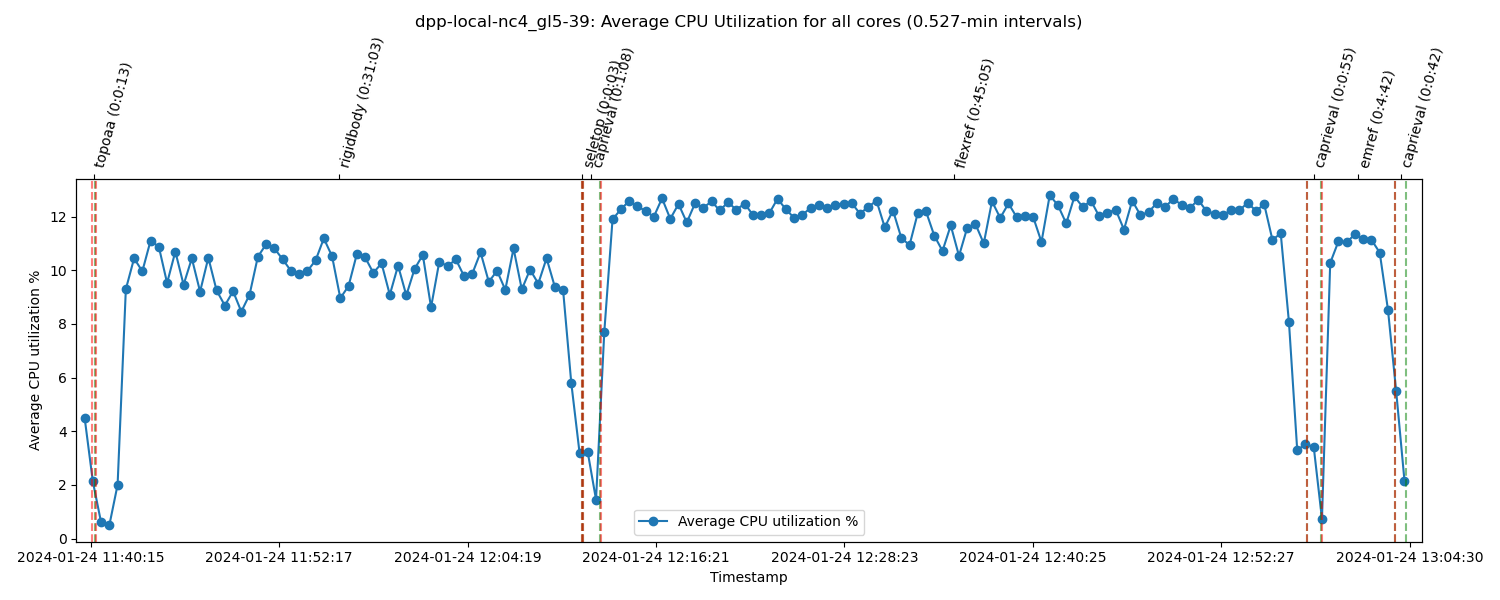 dpp-local-nc4_gl5-39: Average CPU Utilization for all cores (0.527-min intervals)
topoaa (0:0:13)
rigidbody (0:31:03)
seletop (0:0:03)
caprieval (0:1:08)
flexref (0:45:05)
caprieval (0:0:55)
emref (0:4:42)
caprieval (0:0:42)
Average CPU utilization %
12
10
8
6
4
2
0
Average CPU utilization %
2024-01-24 11:40:15
2024-01-24 11:52:17
2024-01-24 12:04:19
2024-01-24 12:16:21
2024-01-24 12:28:23
2024-01-24 12:40:25
2024-01-24 12:52:27
2024-01-24 13:04:30
Timestamp